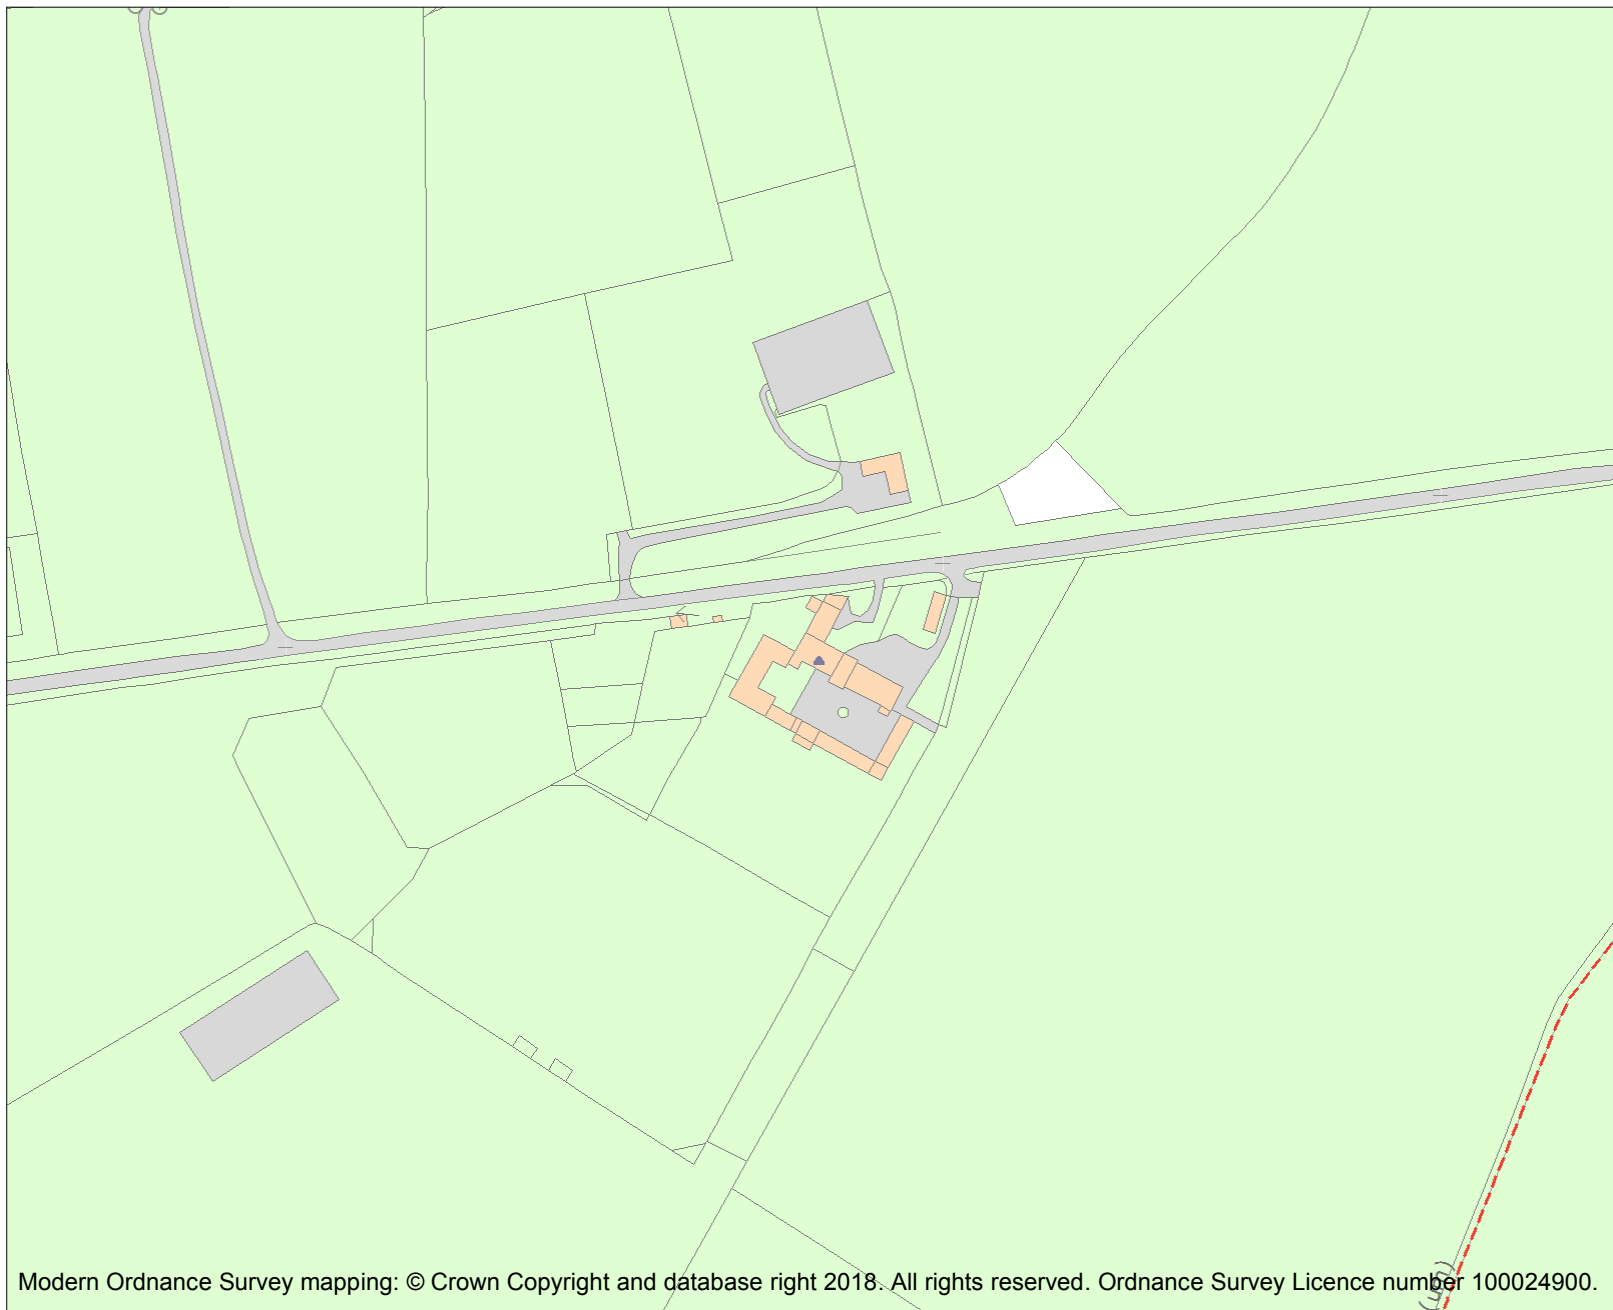 Modern Ordnance Survey mapping: © Crown Copyright and database right 2018. All rights reserved. Ordnance Survey Licence number 100024900.